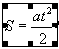 S = at²/2